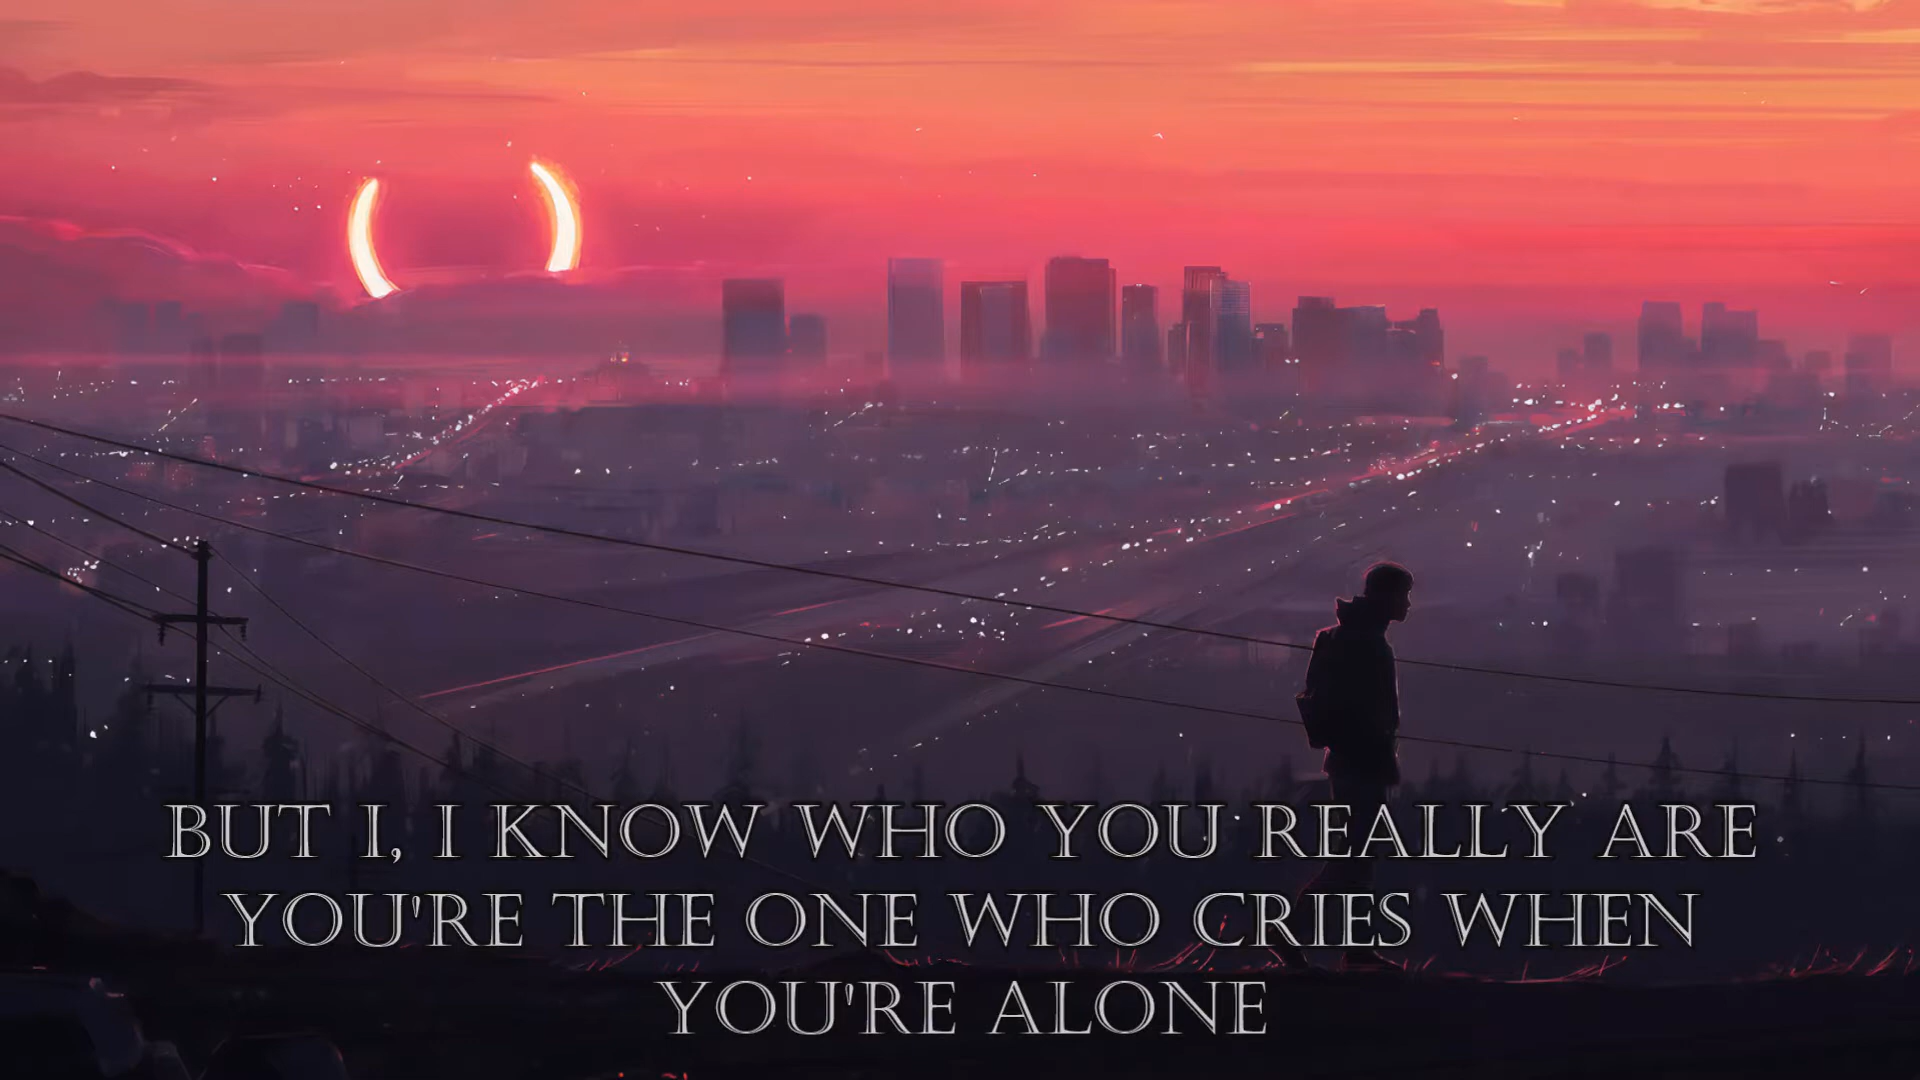 BUT I, I KNOW WHO YOU REALLY ARE
YOU'RE THE ONE WHO CRIES WHEN
YOU'RE ALONE